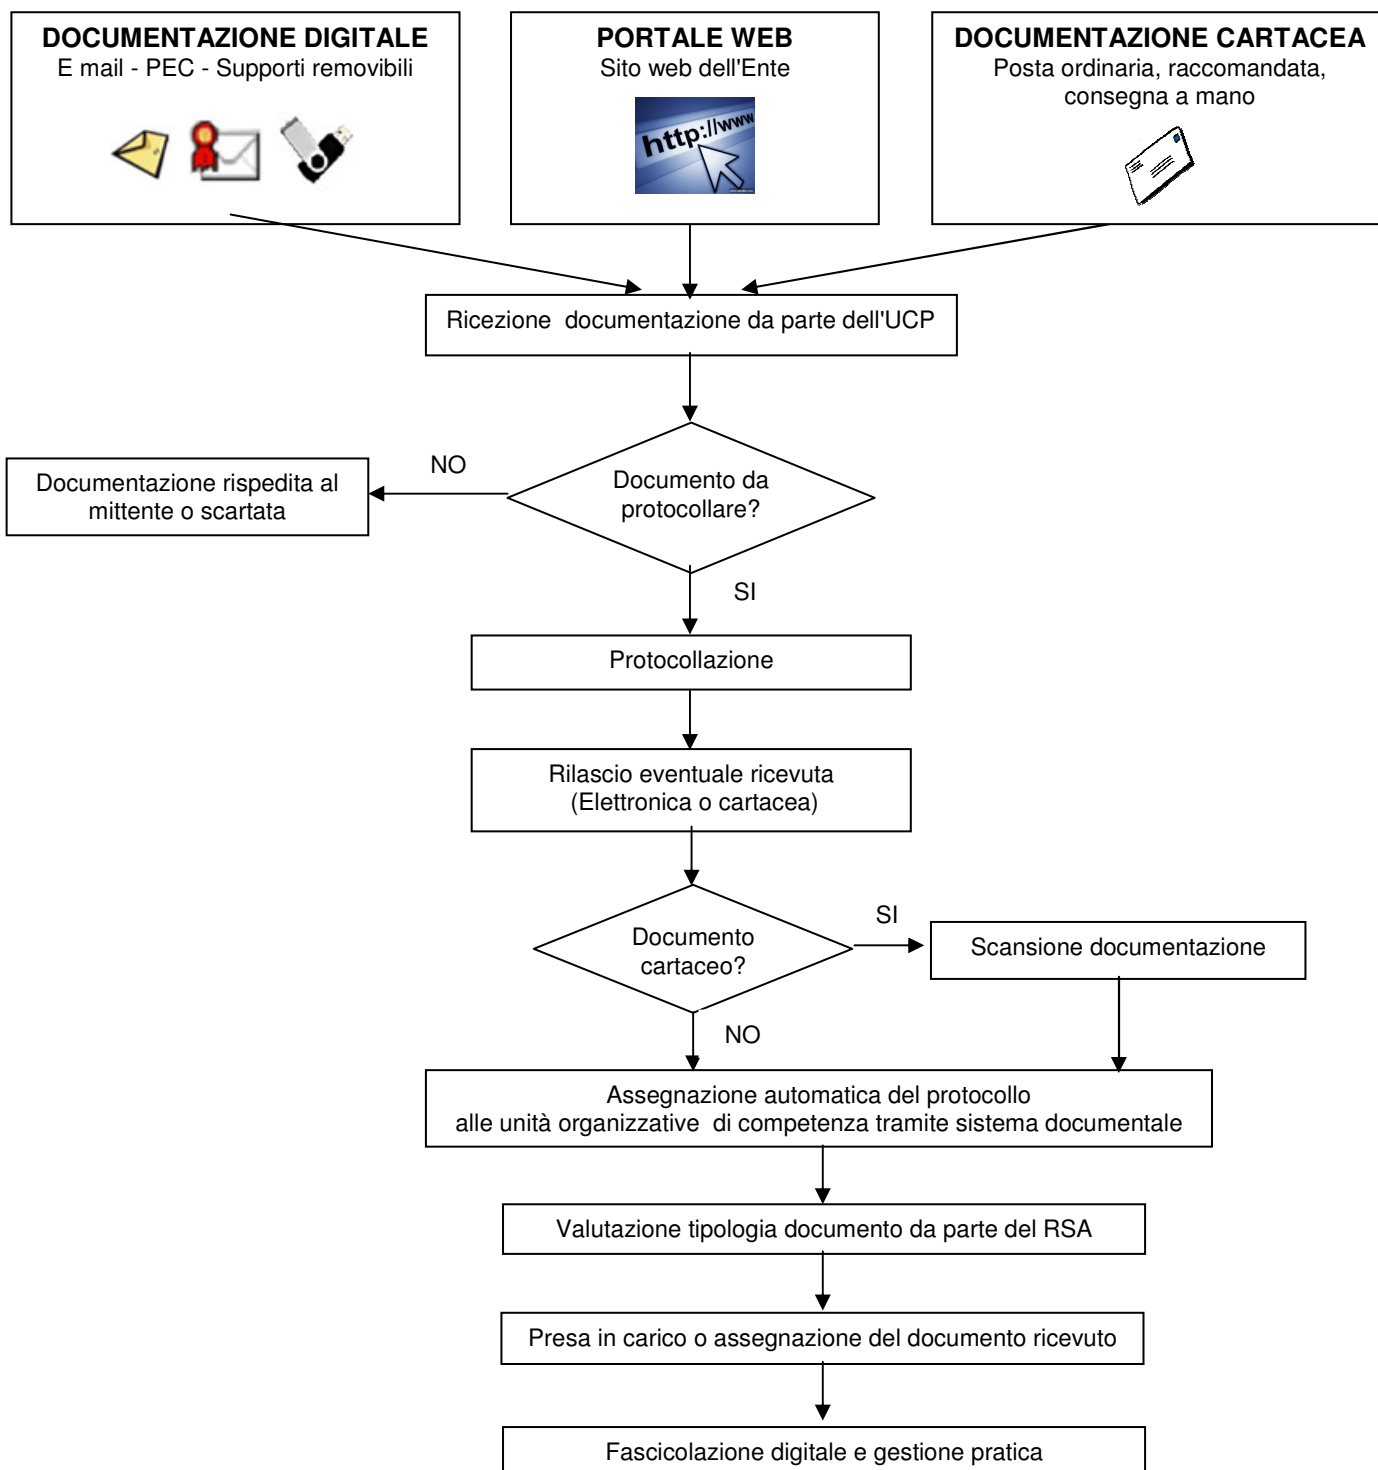 DOCUMENTAZIONE DIGITALE
E mail - PEC - Supporti removibili
PORTALE WEB
Sito web dell'Ente
http://www
DOCUMENTAZIONE CARTACEA
Posta ordinaria, raccomandata,
consegna a mano
Ricezione documentazione da parte dell'UCP
Documento da
protocollare?
NO
Documentazione rispedita al
mittente o scartata
SI
Protocollazione
Rilascio eventuale ricevuta
(Elettronica o cartacea)
Documento
cartaceo?
SI
Scansione documentazione
NO
Assegnazione automatica del protocollo
alle unità organizzative di competenza tramite sistema documentale
Valutazione tipologia documento da parte del RSA
Presa in carico o assegnazione del documento ricevuto
Fascicolazione digitale e gestione pratica